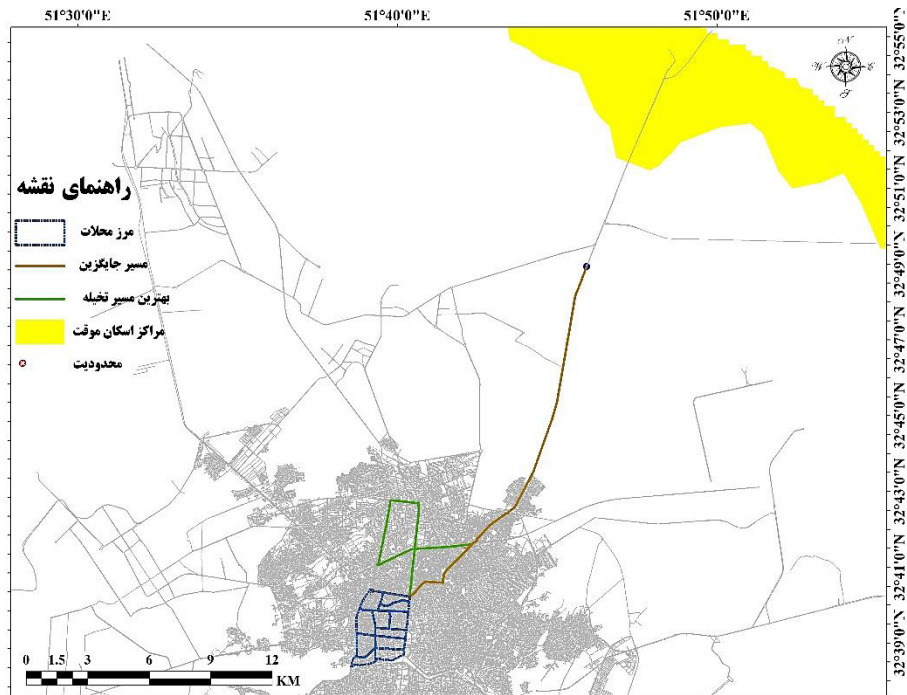 51°30'0"E 51°40'0"E 51°50'0"E
N
W E
S
راهنمای نقشه
مرز محلات
مسیر جایگزین
بهترین مسیر تخیله
مراکز اسکان موقت
محدودیت
32°55'0"N
32°53'0"N
32°51'0"N
32°49'0"N
32°47'0"N
32°45'0"N
32°43'0"N
32°41'0"N
32°39'0"N
0 1.5 3 6 9 12
KM